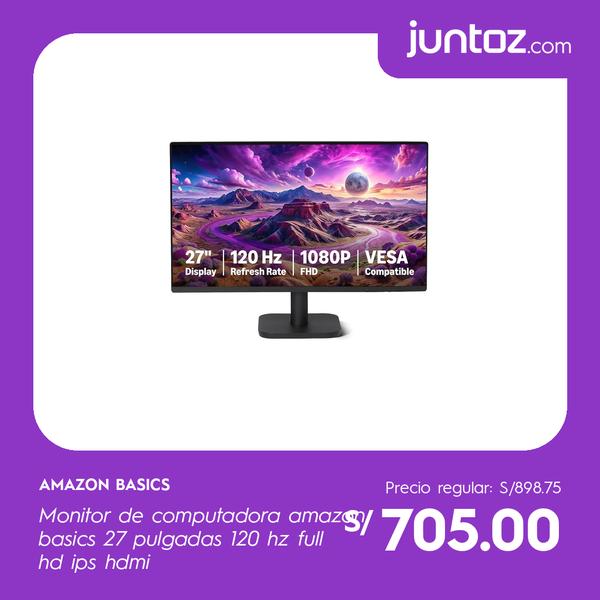 juntoz.com
27" Display
120 Hz Refresh Rate
1080P FHD
VESA Compatible
AMAZON BASICS
Monitor de computadora amazon
basics 27 pulgadas 120 hz full
hd ips hdmi
Precio regular: S/898.75
S/ 705.00